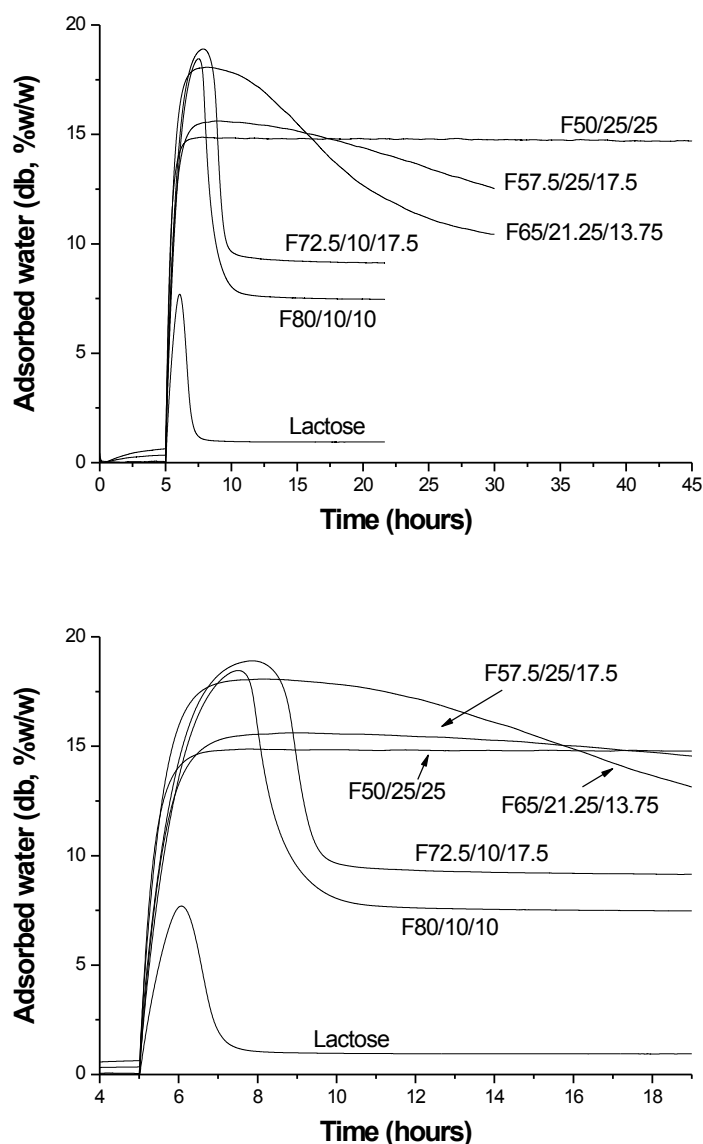 20
15
10
5
0
Adsorbed water (db, %w/w)
F50/25/25
F57.5/25/17.5
F65/21.25/13.75
F72.5/10/17.5
F80/10/10
Lactose
0 5 10 15 20 25 30 35 40 45
Time (hours)
20
15
10
5
0
Adsorbed water (db, %w/w)
F57.5/25/17.5
F50/25/25
F65/21.25/13.75
F72.5/10/17.5
F80/10/10
Lactose
4 6 8 10 12 14 16 18
Time (hours)